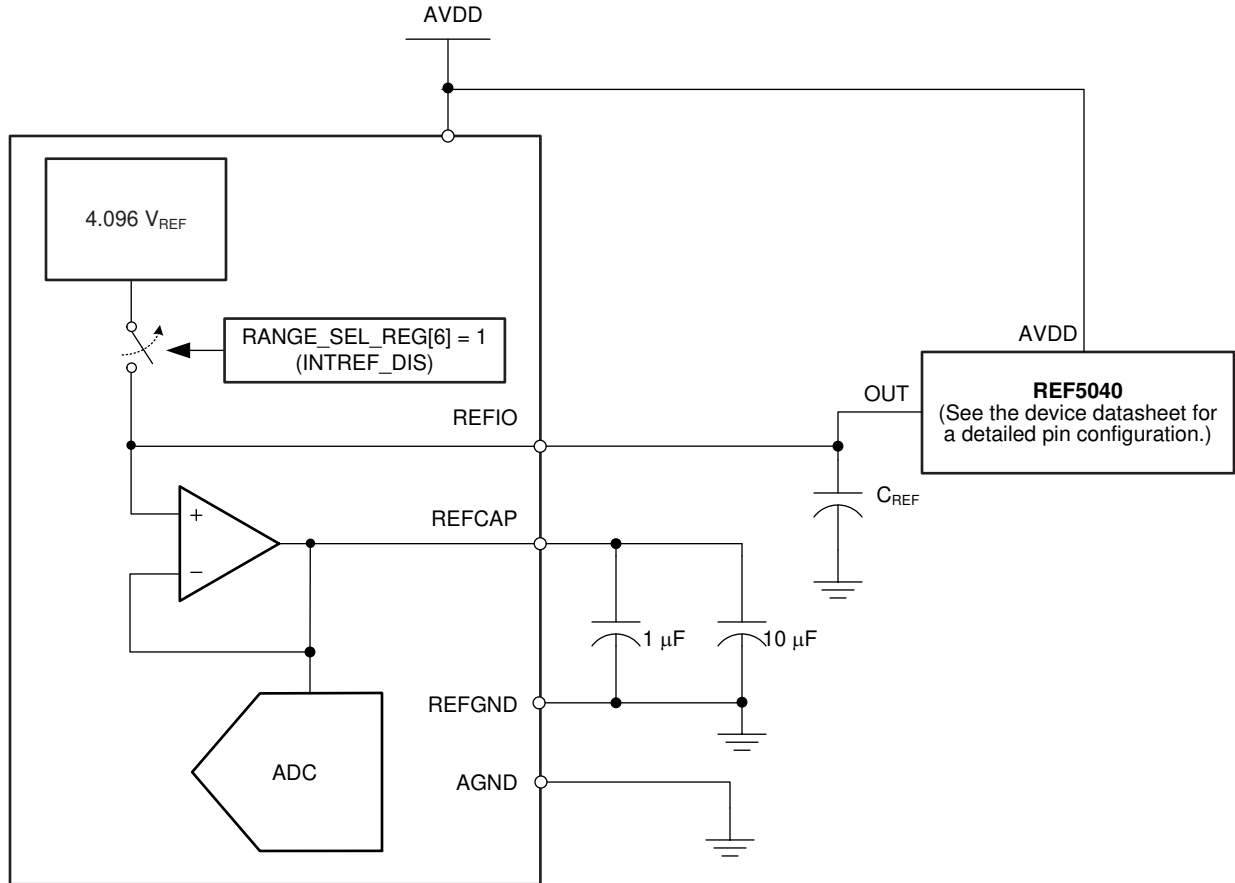 AVDD
4.096 VREF
RANGE_SEL_REG[6] = 1
(INTREF_DIS)
AVDD
OUT
REF5040
(See the device datasheet for
a detailed pin configuration.)
REFIO
CREF
+
REFCAP
−
1 μF
10 μF
REFGND
ADC
AGND